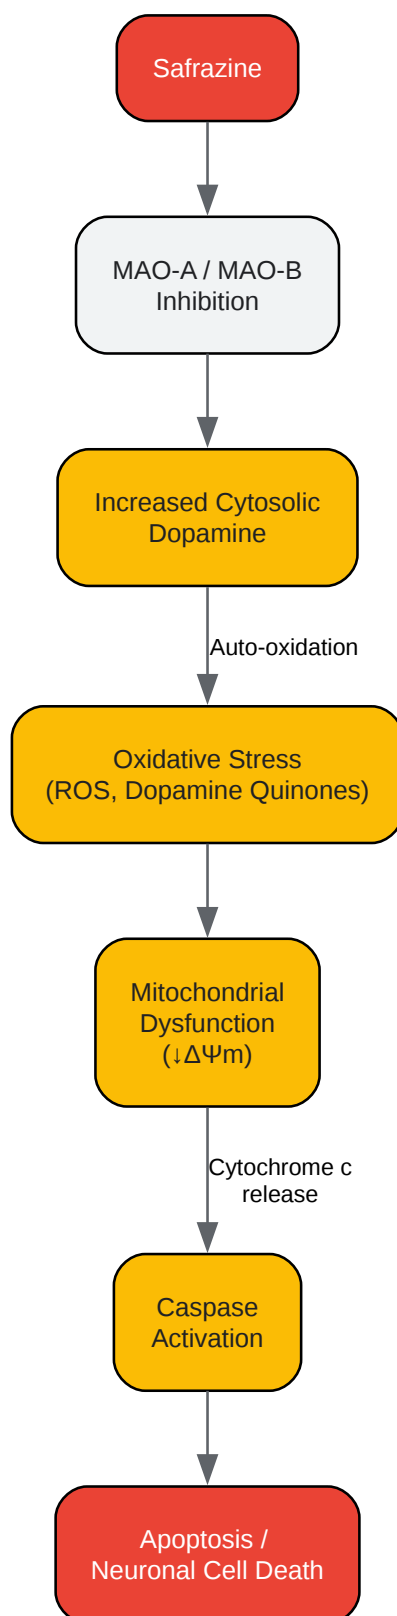 Safrazine
MAO-A / MAO-B
Inhibition
Increased Cytosolic
Dopamine
Auto-oxidation
Oxidative Stress
(ROS, Dopamine Quinones)
Mitochondrial
Dysfunction
(↓ΔΨm)
Cytochrome c
release
Caspase
Activation
Apoptosis /
Neuronal Cell Death